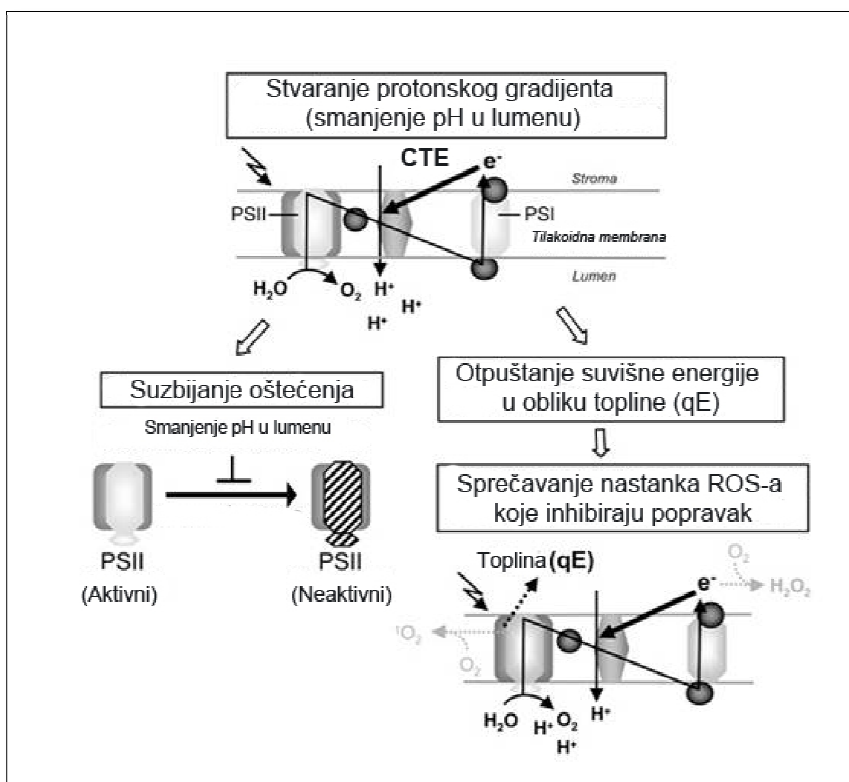 Stvaranje protonskog gradijenta
(smanjenje pH u lumenu)
CTE
e⁻
Stroma
PSII
PSI
Tilakoidna membrana
Lumen
H₂O
O₂
H⁺
H⁺
H⁺
Suzbijanje oštećenja
Smanjenje pH u lumenu
PSII
(Aktivni)
PSII
(Neaktivni)
Otpuštanje suvišne energije
u obliku topline (qE)
Sprečavanje nastanka ROS-a
koje inhibiraju popravak
Toplina (qE)
O₂
e⁻
H₂O₂
¹O₂
O₂
H₂O
H⁺
O₂
H⁺
H⁺